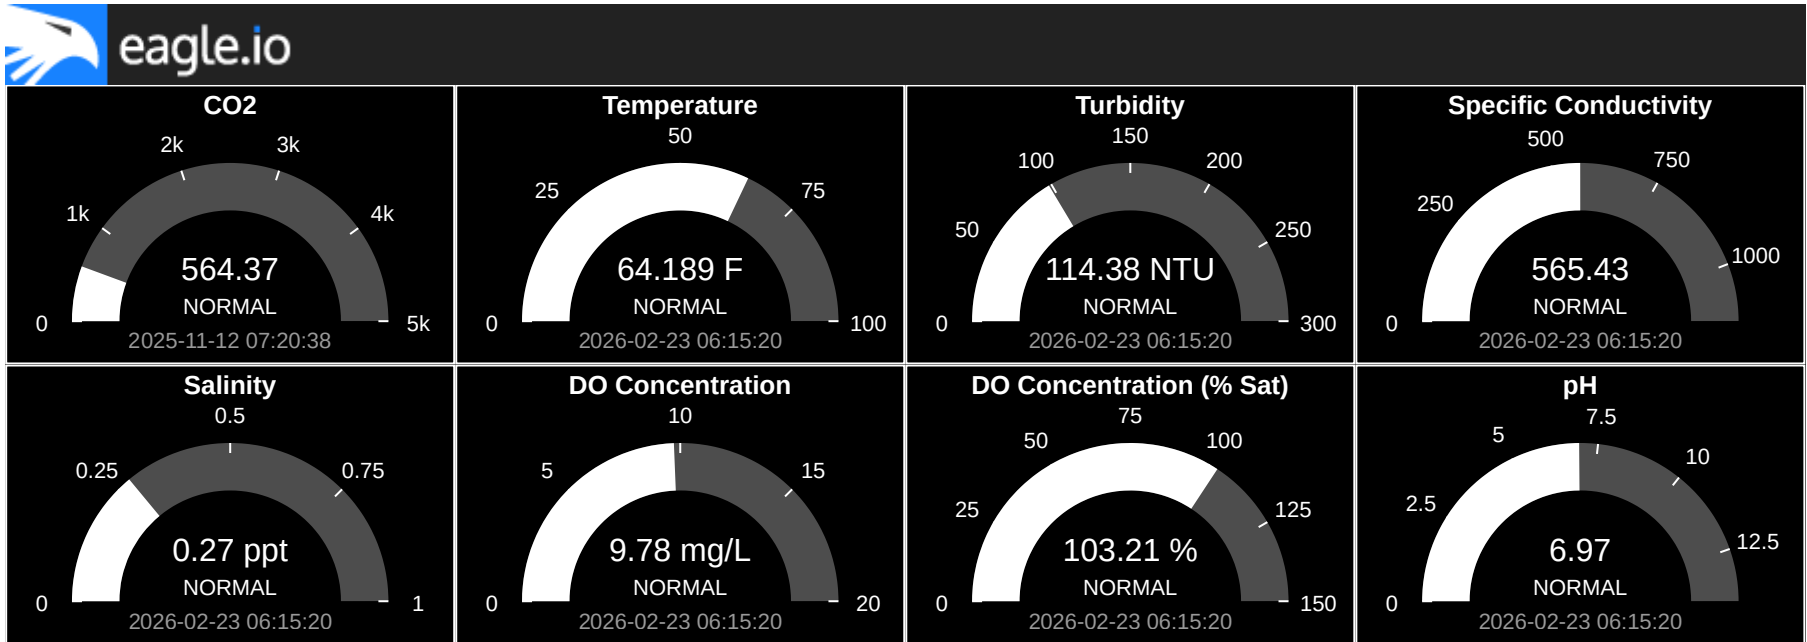 eagle.io
CO2
0
1k
2k
3k
4k
5k
564.37
NORMAL
2025-11-12 07:20:38
Temperature
0
25
50
75
100
64.189 F
NORMAL
2026-02-23 06:15:20
Turbidity
0
50
100
150
200
250
300
114.38 NTU
NORMAL
2026-02-23 06:15:20
Specific Conductivity
0
250
500
750
1000
565.43
NORMAL
2026-02-23 06:15:20
Salinity
0
0.25
0.5
0.75
1
0.27 ppt
NORMAL
2026-02-23 06:15:20
DO Concentration
0
5
10
15
20
9.78 mg/L
NORMAL
2026-02-23 06:15:20
DO Concentration (% Sat)
0
25
50
75
100
125
150
103.21 %
NORMAL
2026-02-23 06:15:20
pH
0
2.5
5
7.5
10
12.5
6.97
NORMAL
2026-02-23 06:15:20